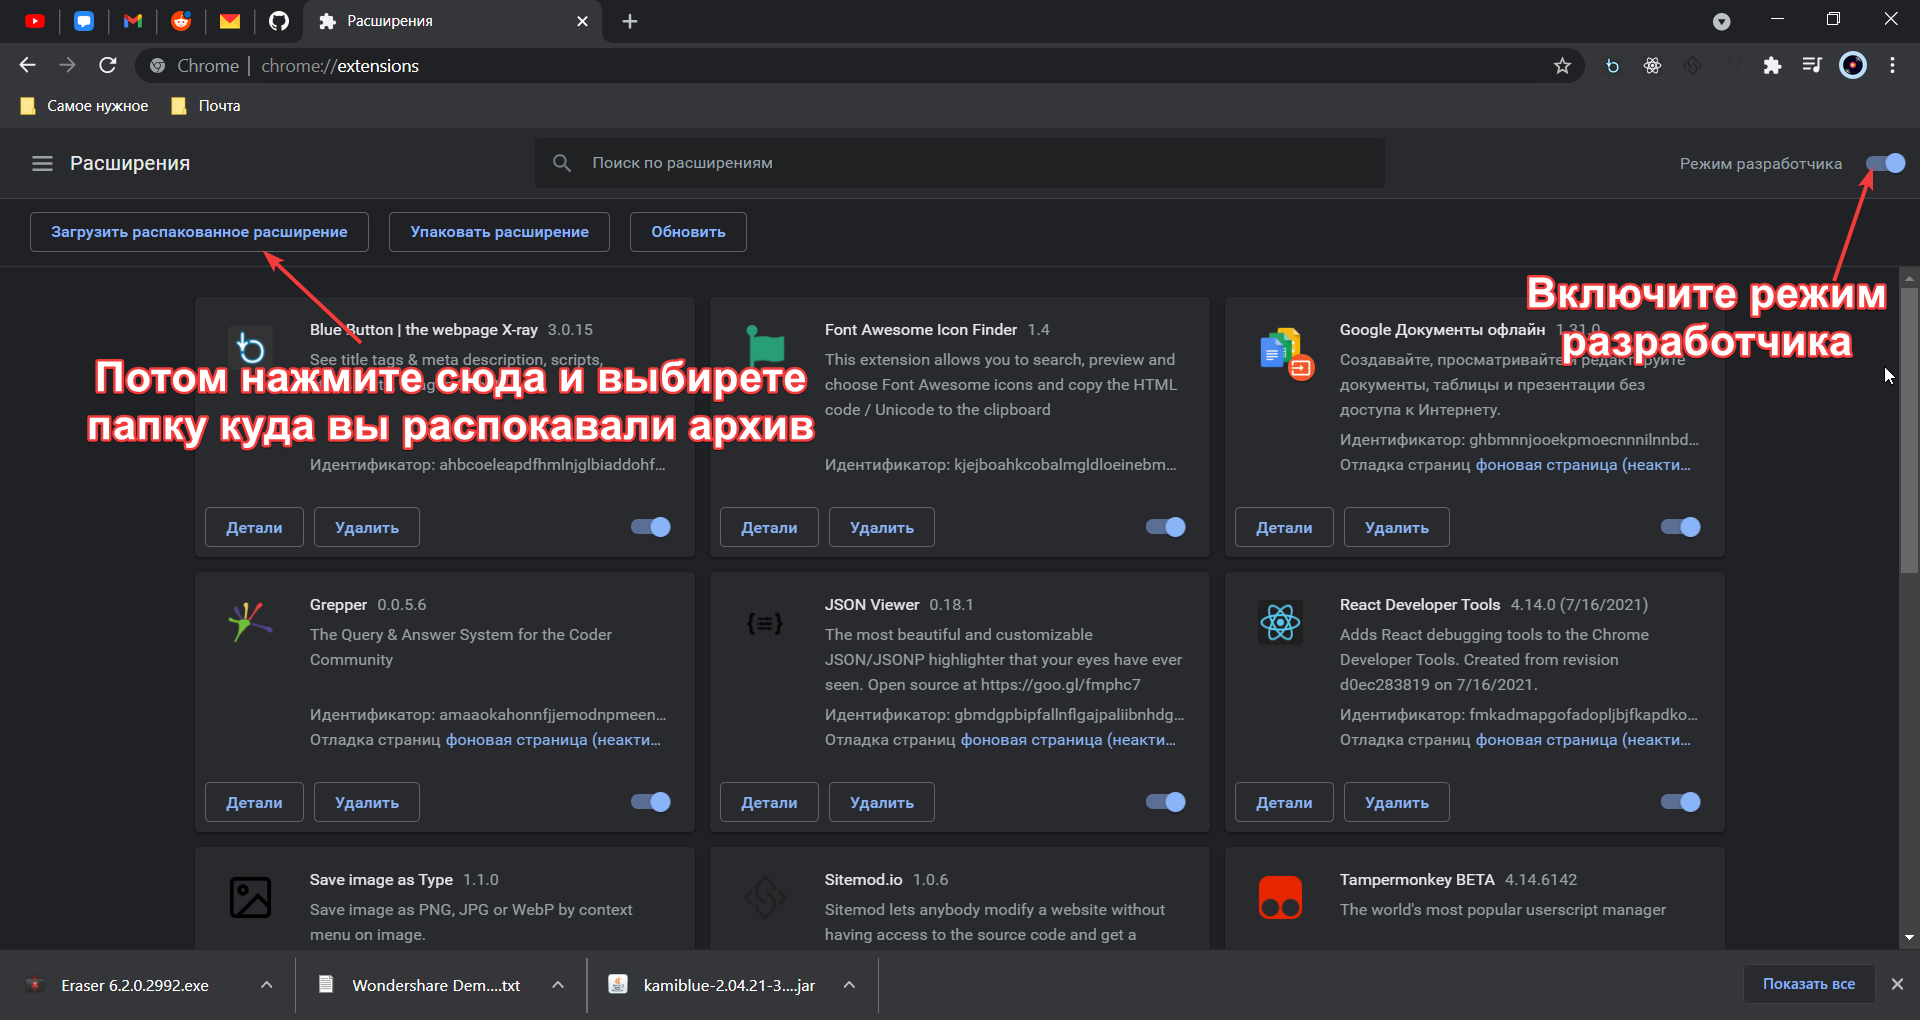 Расширения
Chrome | chrome://extensions
Самое нужное
Почта
Расширения
Поиск по расширениям
Режим разработчика
Загрузить распакованное расширение
Упаковать расширение
Обновить
Включите режим
разработчика
Потом нажмите сюда и выбирете
папку куда вы распокавали архив
Blue Button | the webpage X-ray 3.0.15
See title tags & meta description, scripts,
Идентификатор: ahbcoeleapdfhmlnjglbiaddohf...
Детали
Удалить
Font Awesome Icon Finder 1.4
This extension allows you to search, preview and
choose Font Awesome icons and copy the HTML
code / Unicode to the clipboard
Идентификатор: kjejboahkcobalmgldloeinebm...
Детали
Удалить
Google Документы офлайн 1.31.0
Создавайте, просматривайте и редактируйте
документы, таблицы и презентации без
доступа к Интернету.
Идентификатор: ghbmnnjooekpmoecnnnilnnbd...
Отладка страниц фоновая страница (неакти...
Детали
Удалить
Grepper 0.0.5.6
The Query & Answer System for the Coder
Community
Идентификатор: amaaokahonnfjjemodnpmeen...
Отладка страниц фоновая страница (неакти...
Детали
Удалить
JSON Viewer 0.18.1
The most beautiful and customizable
JSON/JSONP highlighter that your eyes have ever
seen. Open source at https://goo.gl/fmphc7
Идентификатор: gbmdgpbipfallnflgajpaliibnhdg...
Отладка страниц фоновая страница (неакти...
Детали
Удалить
React Developer Tools 4.14.0 (7/16/2021)
Adds React debugging tools to the Chrome
Developer Tools. Created from revision
d0ec283819 on 7/16/2021.
Идентификатор: fmkadmapgofadopljbjfkapdko...
Отладка страниц фоновая страница (неакти...
Детали
Удалить
Save image as Type 1.1.0
Save image as PNG, JPG or WebP by context
menu on image.
Sitemod.io 1.0.6
Sitemod lets anybody modify a website without
having access to the source code and get a
Tampermonkey BETA 4.14.6142
The world's most popular userscript manager
Eraser 6.2.0.2992.exe
Wondershare Dem....txt
kamiblue-2.04.21-3....jar
Показать все